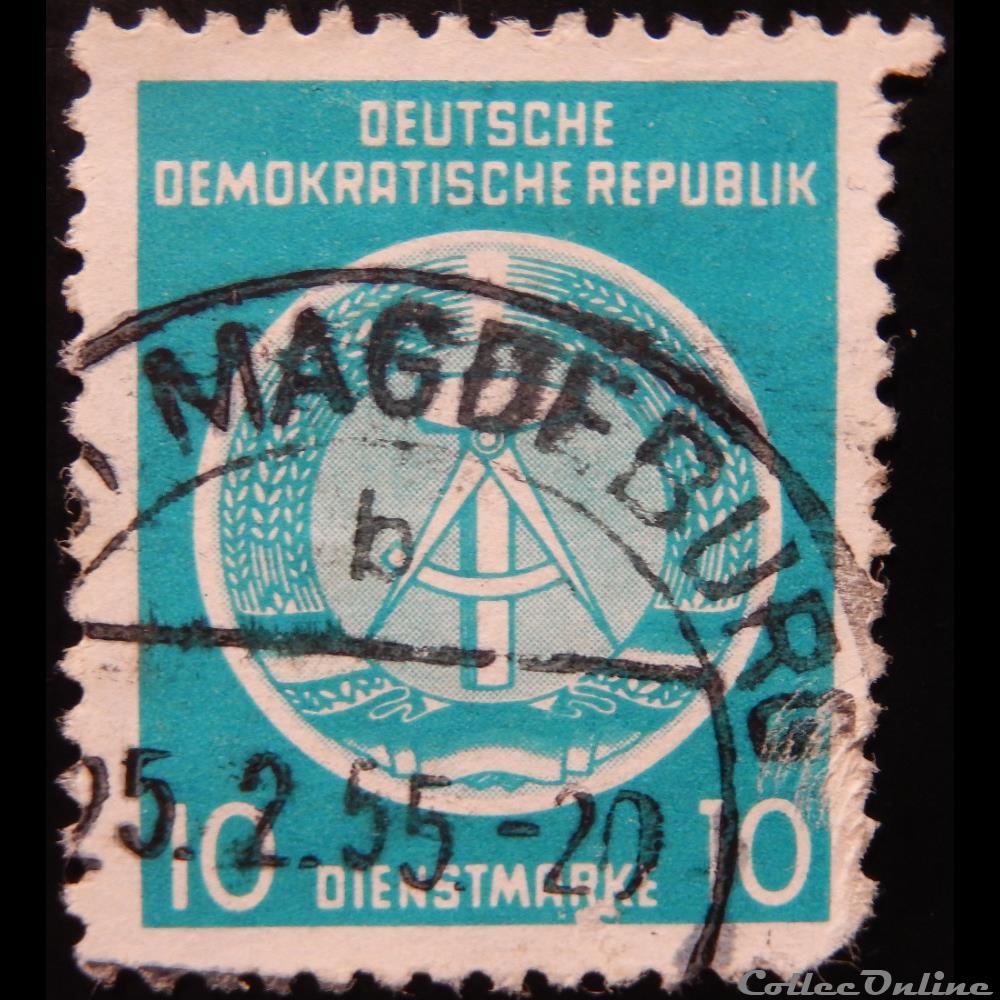 DEUTSCHE
DEMOKRATISCHE REPUBLIK
MAGDEBURG
b
25.2.55.-20
10 DIENSTMARKE 10
CollecOnline